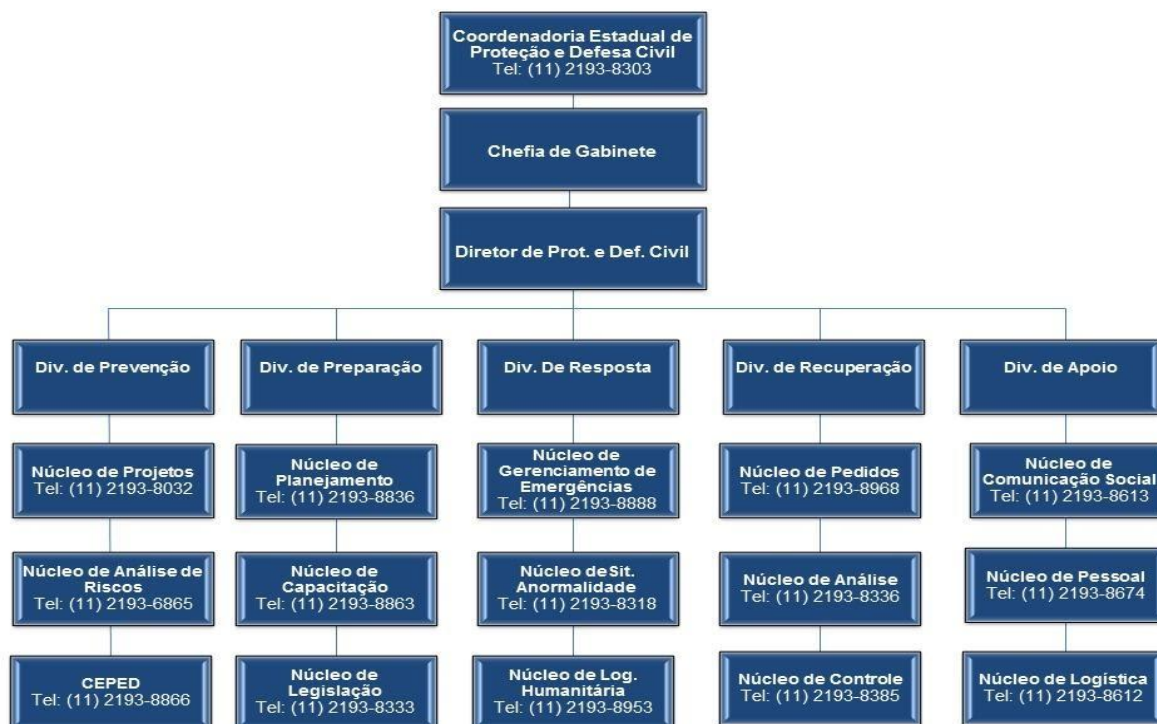 Coordenadoria Estadual de
Proteção e Defesa Civil
Tel: (11) 2193-8303
Chefia de Gabinete
Diretor de Prot. e Def. Civil
Div. de Prevenção
Div. de Preparação
Div. De Resposta
Div. de Recuperação
Div. de Apoio
Núcleo de Projetos
Tel: (11) 2193-8032
Núcleo de
Planejamento
Tel: (11) 2193-8836
Núcleo de
Gerenciamento de
Emergências
Tel: (11) 2193-8888
Núcleo de Pedidos
Tel: (11) 2193-8968
Núcleo de
Comunicação Social
Tel: (11) 2193-8613
Núcleo de Análise de
Riscos
Tel: (11) 2193-6865
Núcleo de
Capacitação
Tel: (11) 2193-8863
Núcleo deSit.
Anormalidade
Tel: (11) 2193-8318
Núcleo de Análise
Tel: (11) 2193-8336
Núcleo de Pessoal
Tel: (11) 2193-8674
CEPED
Tel: (11) 2193-8866
Núcleo de
Legislação
Tel: (11) 2193-8333
Núcleo de Log.
Humanitária
Tel: (11) 2193-8953
Núcleo de Controle
Tel: (11) 2193-8385
Núcleo de Logística
Tel: (11) 2193-8612